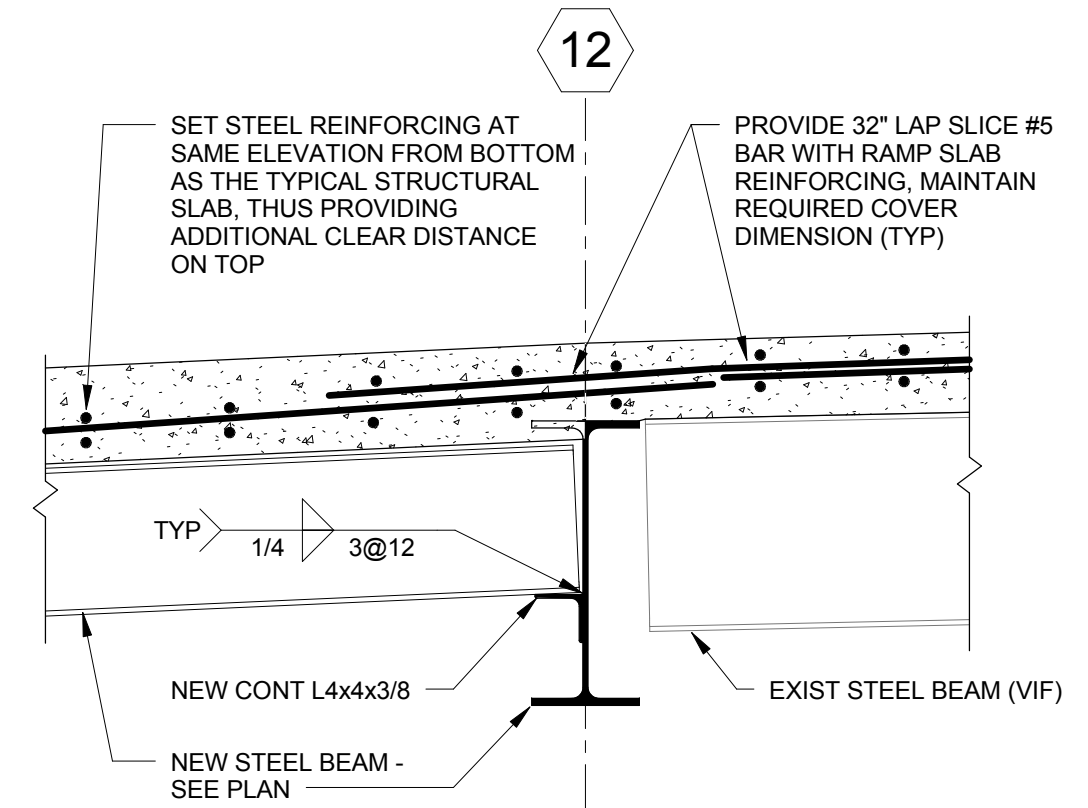 12
SET STEEL REINFORCING AT
SAME ELEVATION FROM BOTTOM
AS THE TYPICAL STRUCTURAL
SLAB, THUS PROVIDING
ADDITIONAL CLEAR DISTANCE
ON TOP
PROVIDE 32" LAP SLICE #5
BAR WITH RAMP SLAB
REINFORCING, MAINTAIN
REQUIRED COVER
DIMENSION (TYP)
TYP
1/4
3@12
NEW CONT L4x4x3/8
EXIST STEEL BEAM (VIF)
NEW STEEL BEAM -
SEE PLAN